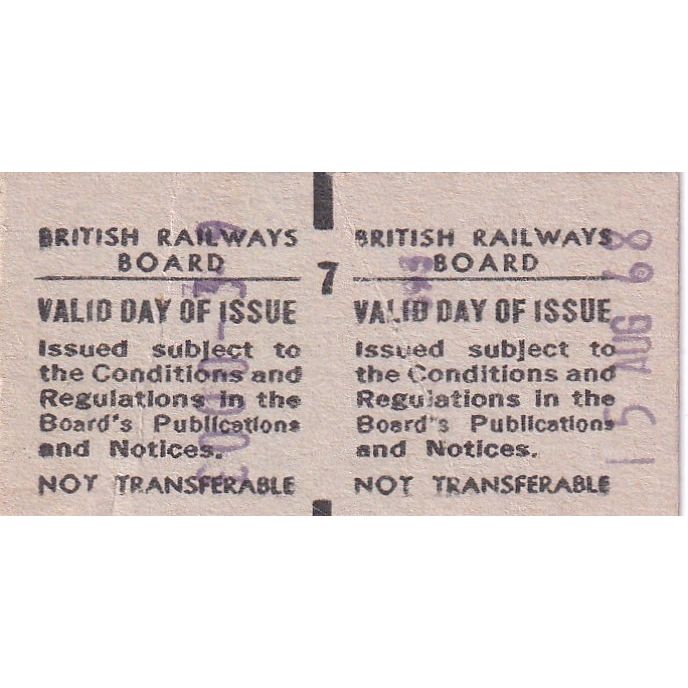 BRITISH RAILWAYS
BOARD
VALID DAY OF ISSUE
Issued subject to
the Conditions and
Regulations in the
Board's Publications
and Notices.
NOT TRANSFERABLE
7
BRITISH RAILWAYS
BOARD
VALID DAY OF ISSUE
Issued subject to
the Conditions and
Regulations in the
Board's Publications
and Notices.
NOT TRANSFERABLE
15 AUG 68